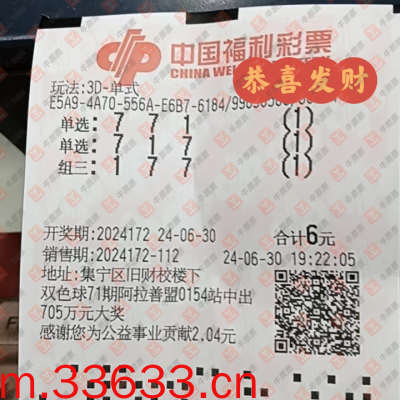 中国福利彩票
CHINA WEL
恭喜发财
玩法:3D-单式
E5A9-4A70-556A-E6B7-6184/
单选: 7 7 1 (1)
单选: 7 1 7 (1)
组三: 1 7 7 (1)
开奖期:2024172 24-06-30 合计6元
销售期:2024172-112 24-06-30 19:22:05
地址:集宁区旧财校楼下
双色球71期阿拉善盟0154站中出
705万元大奖
感谢您为公益事业贡献2.04元
m.33633.cn